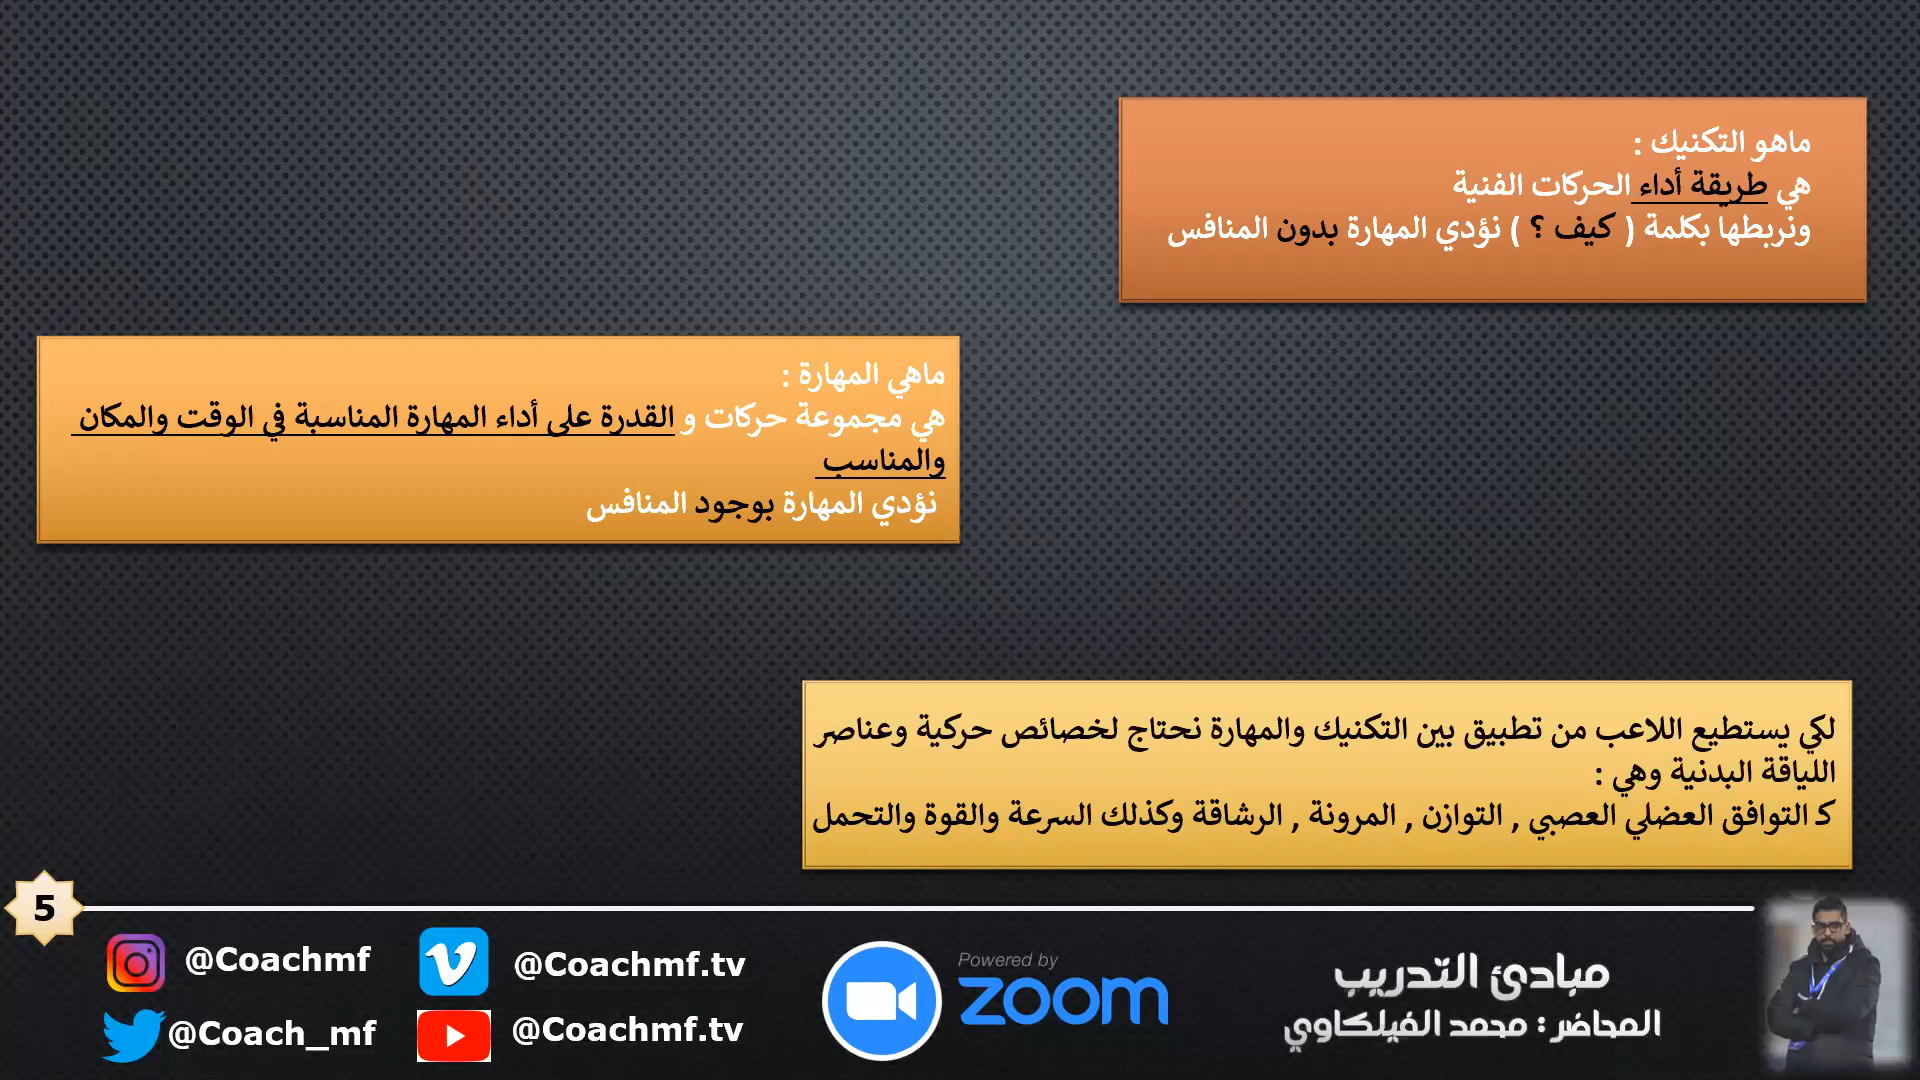 ماهو التكنيك :
هي طريقة أداء الحركات الفنية
ونربطها بكلمة ( كيف ؟ ) نؤدي المهارة بدون المنافس
ماهي المهارة :
هي مجموعة حركات و القدرة على أداء المهارة المناسبة في الوقت والمكان
والمناسب
نؤدي المهارة بوجود المنافس
لكي يستطيع اللاعب من تطبيق بين التكنيك والمهارة نحتاج لخصائص حركية وعناصر
اللياقة البدنية وهي :
كـ التوافق العضلي العصبي , التوازن , المرونة , الرشاقة وكذلك السرعة والقوة والتحمل
5
@Coachmf
@Coachmf.tv
@Coach_mf
@Coachmf.tv
Powered by
zoom
مبادئ التدريب
المحاضر : محمد الفيلكاوي